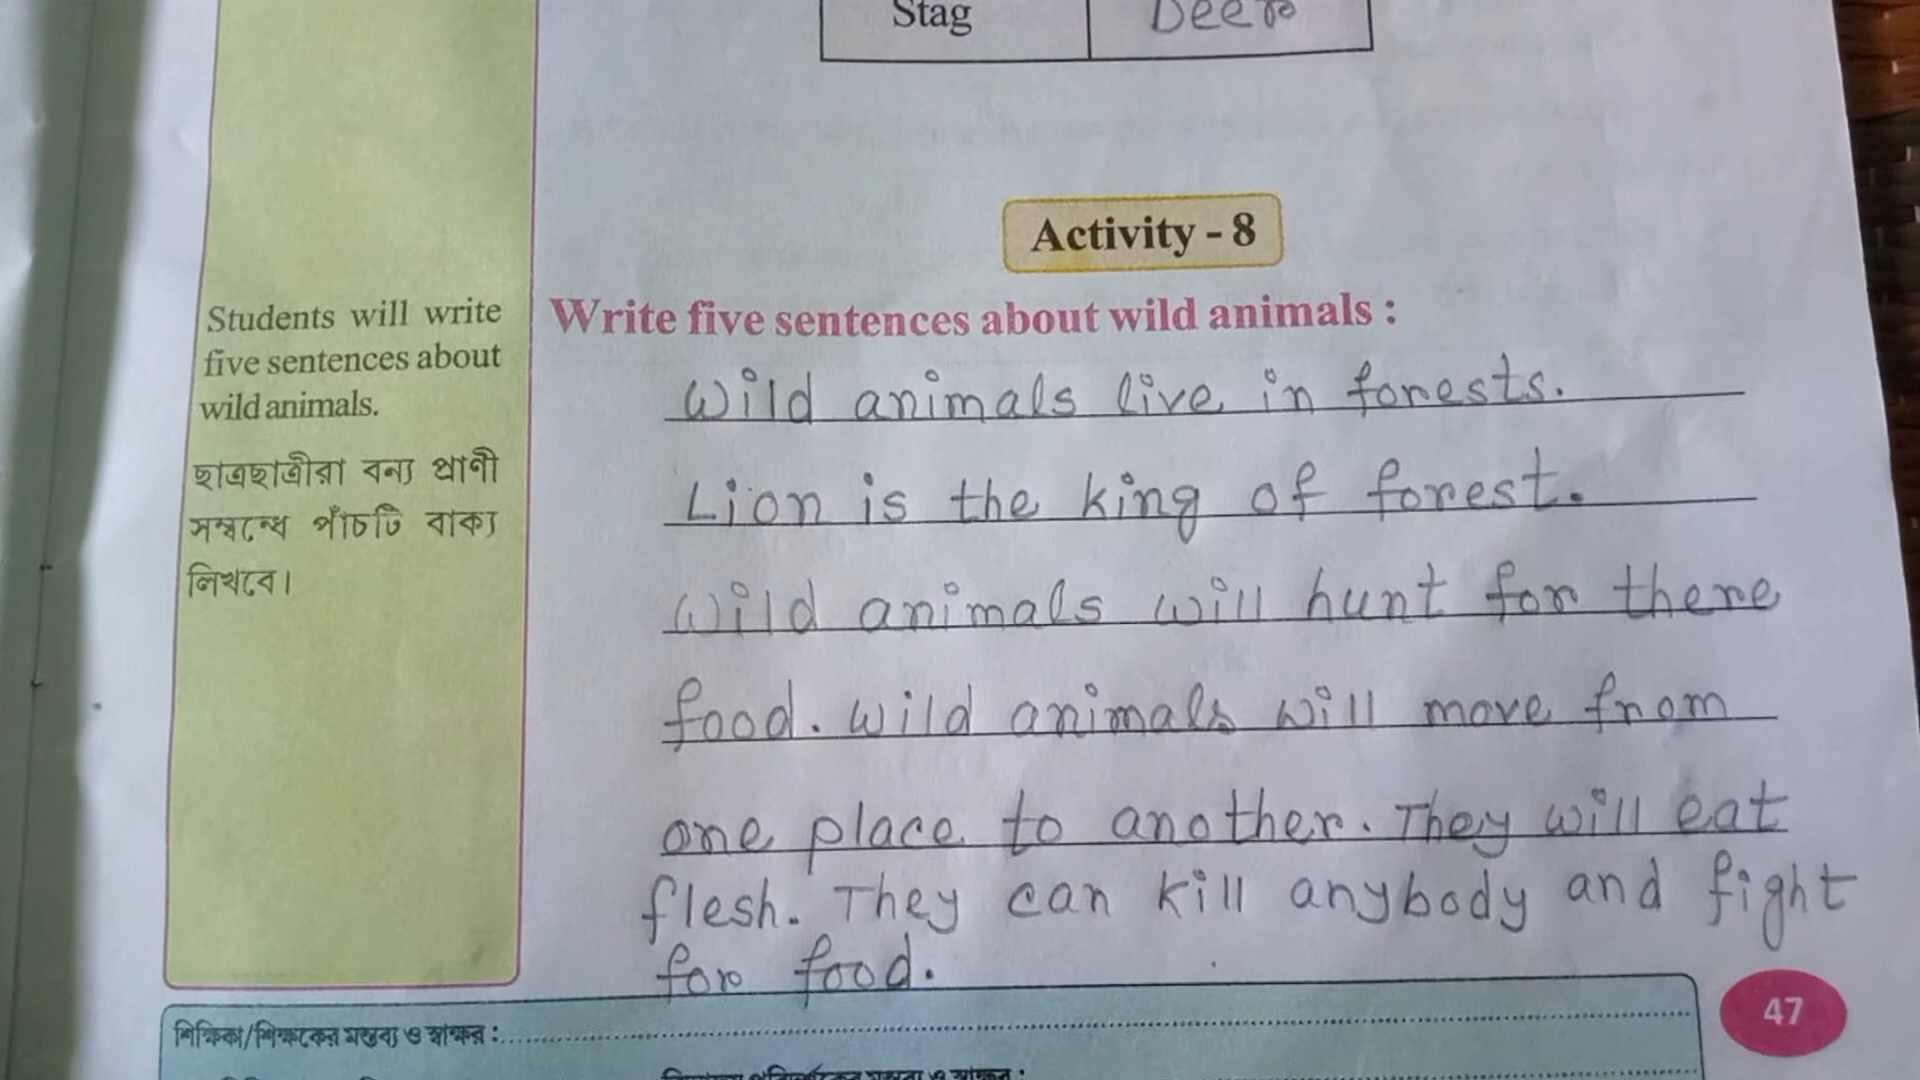 Stag Deer
Activity - 8
Students will write
five sentences about
wild animals.
ছাত্রছাত্রীরা বন্য প্রাণী
সম্বন্ধে পাঁচটি বাক্য
লিখবে।
Write five sentences about wild animals :
Wild animals live in forests.
Lion is the king of forest.
Wild animals will hunt for there
food. Wild animals will move from
one place to another. They will eat
flesh. They can kill anybody and fight
for food.
শিক্ষিকা/শিক্ষকের মন্তব্য ও স্বাক্ষর :
47